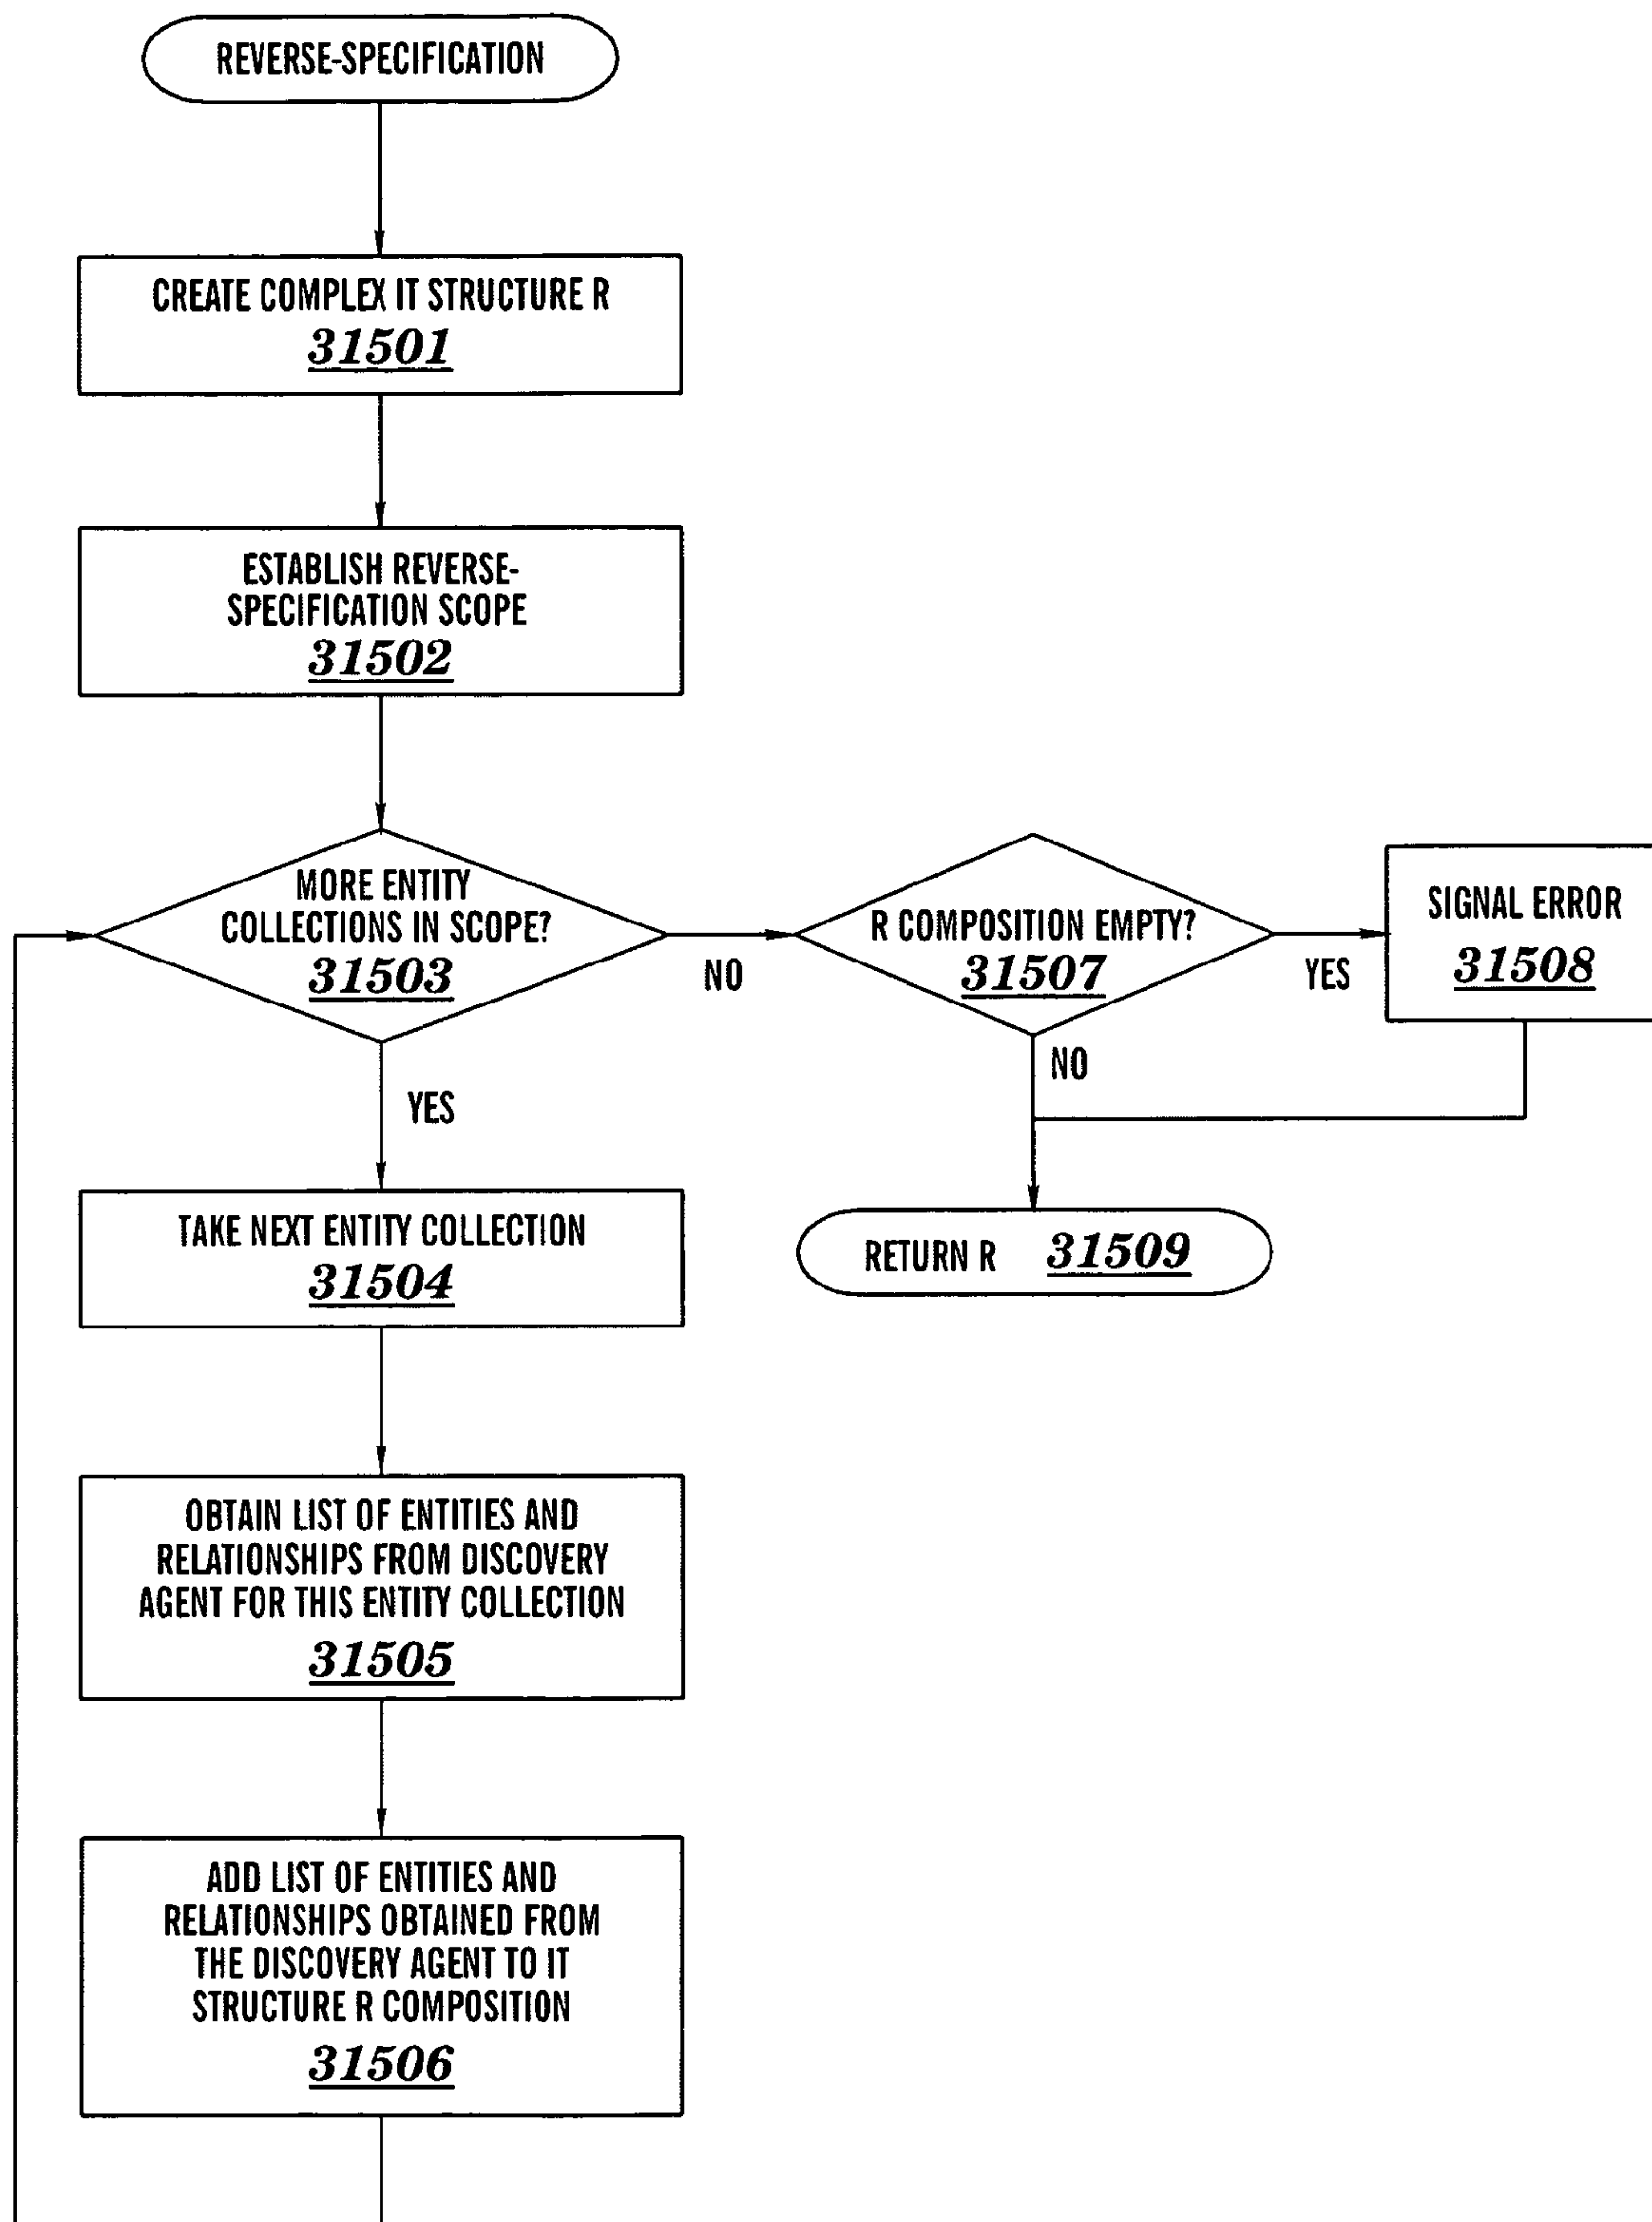 REVERSE-SPECIFICATION
CREATE COMPLEX IT STRUCTURE R
31501
ESTABLISH REVERSE-
SPECIFICATION SCOPE
31502
MORE ENTITY
COLLECTIONS IN SCOPE?
31503
NO
YES
R COMPOSITION EMPTY?
31507
YES
NO
SIGNAL ERROR
31508
RETURN R 31509
TAKE NEXT ENTITY COLLECTION
31504
OBTAIN LIST OF ENTITIES AND
RELATIONSHIPS FROM DISCOVERY
AGENT FOR THIS ENTITY COLLECTION
31505
ADD LIST OF ENTITIES AND
RELATIONSHIPS OBTAINED FROM
THE DISCOVERY AGENT TO IT
STRUCTURE R COMPOSITION
31506